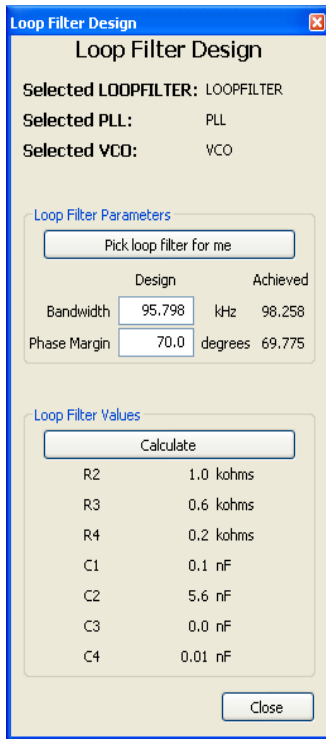 Loop Filter Design
Loop Filter Design
Selected LOOPFILTER: LOOPFILTER
Selected PLL: PLL
Selected VCO: VCO
Loop Filter Parameters
Pick loop filter for me
Design Achieved
Bandwidth 95.798 kHz 98.258
Phase Margin 70.0 degrees 69.775
Loop Filter Values
Calculate
R2 1.0 kohms
R3 0.6 kohms
R4 0.2 kohms
C1 0.1 nF
C2 5.6 nF
C3 0.0 nF
C4 0.01 nF
Close